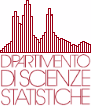 DIPARTIMENTO
DI SCIENZE
STATISTICHE